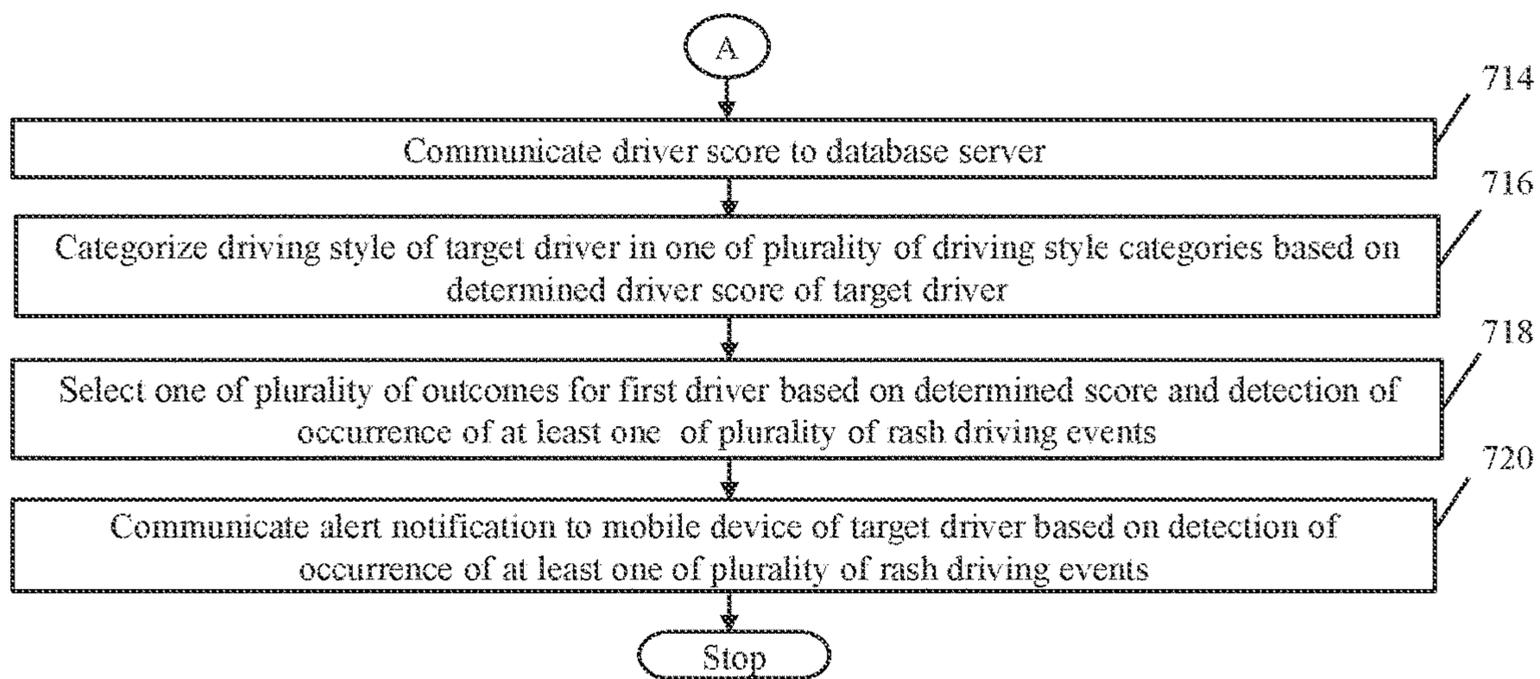 A
714
Communicate driver score to database server
716
Categorize driving style of target driver in one of plurality of driving style categories based on
determined driver score of target driver
718
Select one of plurality of outcomes for first driver based on determined score and detection of
occurrence of at least one of plurality of rash driving events
720
Communicate alert notification to mobile device of target driver based on detection of
occurrence of at least one of plurality of rash driving events
Stop